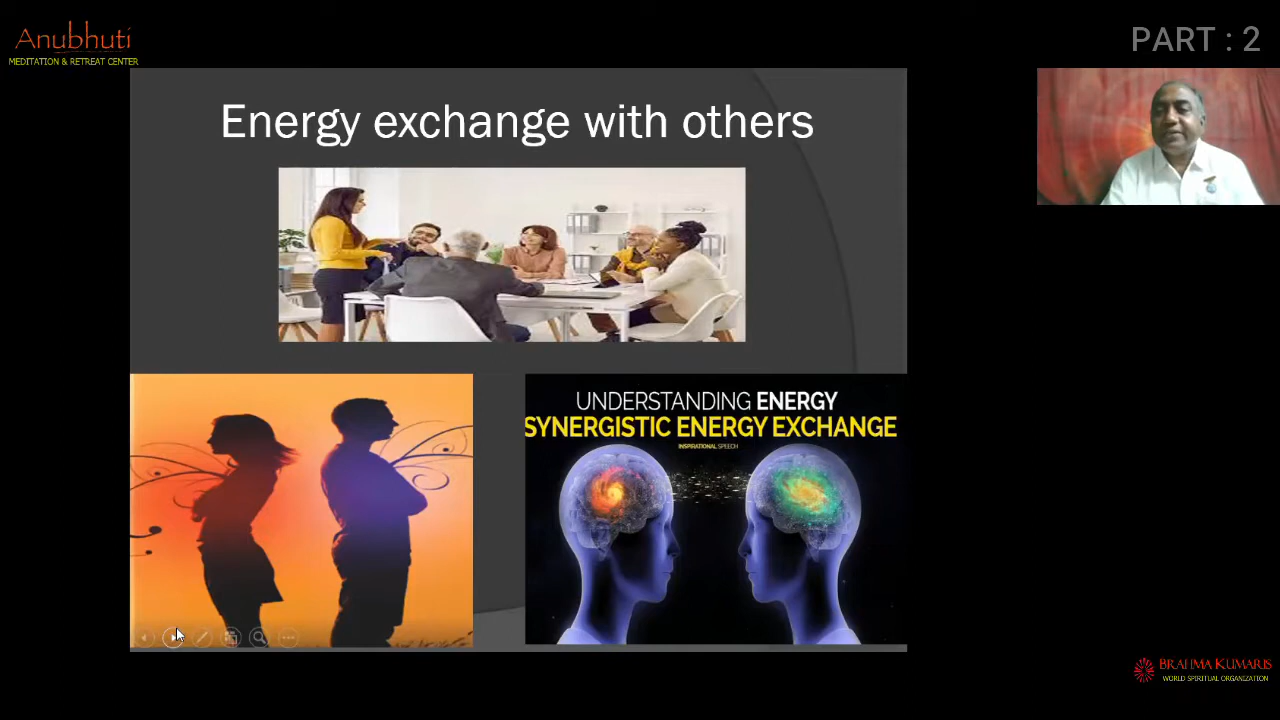 Anubhuti
MEDITATION & RETREAT CENTER
PART : 2
Energy exchange with others
UNDERSTANDING ENERGY
SYNERGISTIC ENERGY EXCHANGE
INSPIRATIONAL SPEECH
BRAHMA KUMARIS
WORLD SPIRITUAL ORGANIZATION